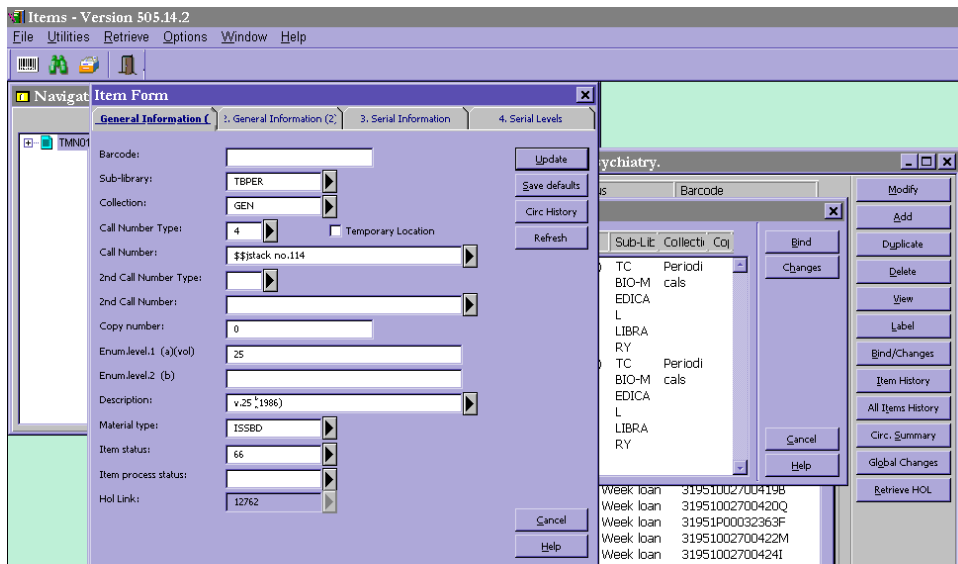 Items - Version 505.14.2
File Utilities Retrieve Options Window Help
Navigat
TMN01
Item Form
General Information (
2. General Information (2)
3. Serial Information
4. Serial Levels
Barcode:
Sub-library: TBPER
Collection: GEN
Call Number Type: 4 Temporary Location
Call Number: $$jstack no.114
2nd Call Number Type:
2nd Call Number:
Copy number: 0
Enum.level.1 (a)(vol) 25
Enum.level.2 (b)
Description: v.25 1986)
Material type: ISSBD
Item status: 66
Item process status:
Hol Link: 12762
Update
Save defaults
Circ History
Refresh
Cancel
Help
ychiatry.
us Barcode
Sub-Lib Collecti Cop
TC Periodi
BIO-M cals
EDICA
L
LIBRA
RY
TC Periodi
BIO-M cals
EDICA
L
LIBRA
RY
Bind
Changes
Cancel
Help
Week loan 31951002700419B
Week loan 31951002700420Q
Week loan 31951P00032363F
Week loan 31951002700422M
Week loan 31951002700424I
Modify
Add
Duplicate
Delete
View
Label
Bind/Changes
Item History
All Items History
Circ. Summary
Global Changes
Retrieve HOL